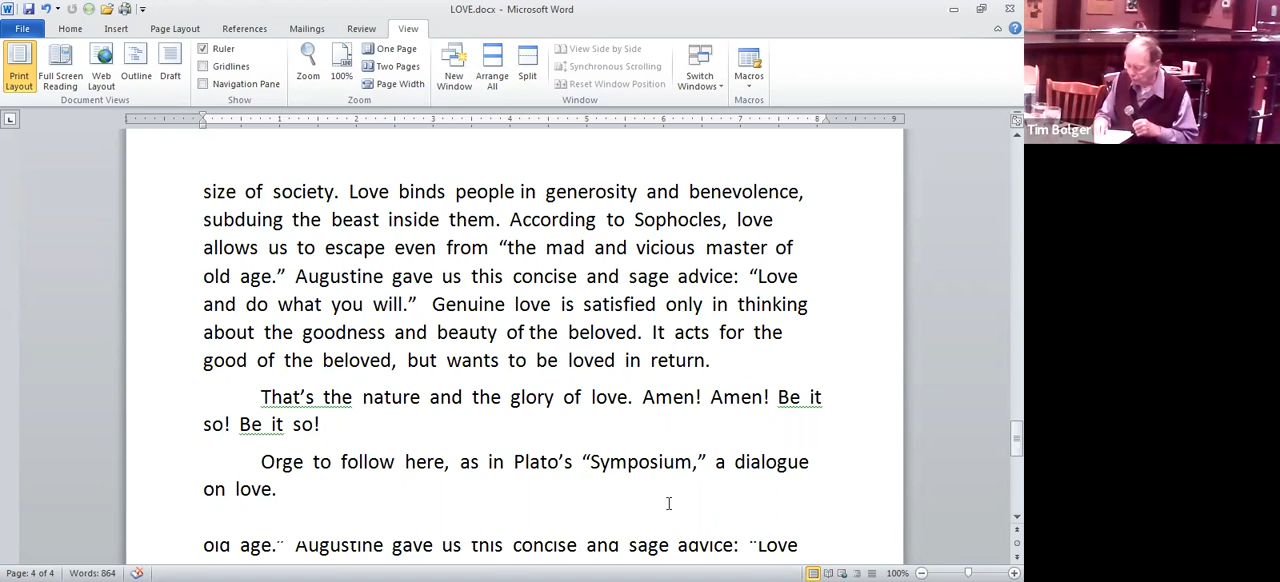 LOVE.docx - Microsoft Word
File Home Insert Page Layout References Mailings Review View
Print Layout
Full Screen Reading
Web Layout
Outline
Draft
Document Views
Ruler
Gridlines
Navigation Pane
Show
Zoom
100%
One Page
Two Pages
Page Width
Zoom
New Window
Arrange All
Split
View Side by Side
Synchronous Scrolling
Reset Window Position
Window
Switch Windows
Macros
Macros
1 2 3 4 5 6 7 8 9
size of society. Love binds people in generosity and benevolence,
subduing the beast inside them. According to Sophocles, love
allows us to escape even from “the mad and vicious master of
old age.” Augustine gave us this concise and sage advice: “Love
and do what you will.” Genuine love is satisfied only in thinking
about the goodness and beauty of the beloved. It acts for the
good of the beloved, but wants to be loved in return.
That’s the nature and the glory of love. Amen! Amen! Be it
so! Be it so!
Orge to follow here, as in Plato’s “Symposium,” a dialogue
on love.
old age.” Augustine gave us this concise and sage advice: “Love
Page: 4 of 4 Words: 864 100%
Tim Bolger